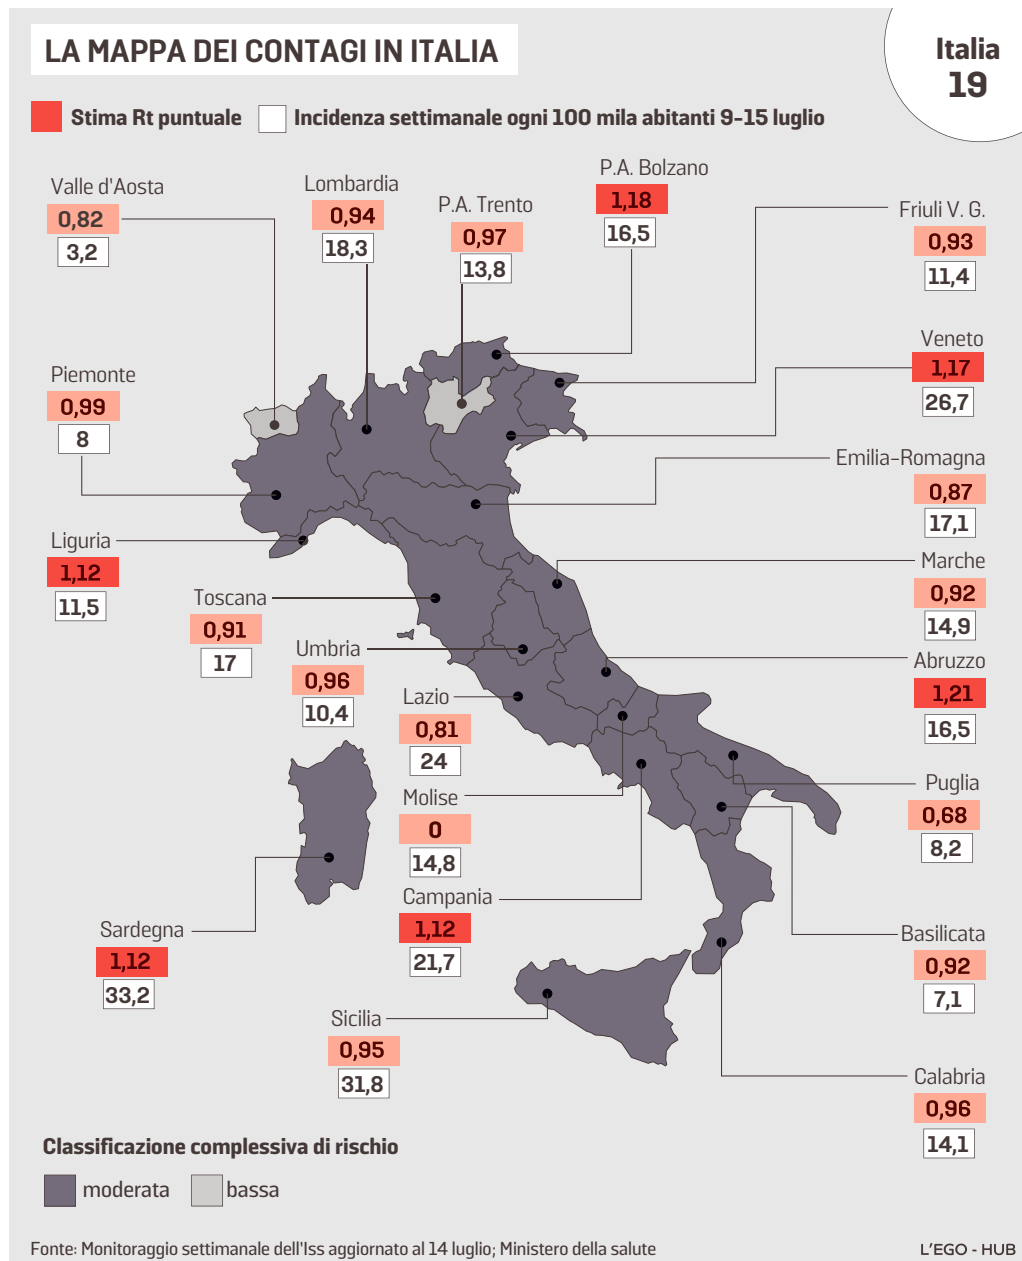 LA MAPPA DEI CONTAGI IN ITALIA
Italia
19
Stima Rt puntuale
Incidenza settimanale ogni 100 mila abitanti 9-15 luglio
Valle d'Aosta
0,82
3,2
Lombardia
0,94
18,3
P.A. Trento
0,97
13,8
P.A. Bolzano
1,18
16,5
Friuli V. G.
0,93
11,4
Veneto
1,17
26,7
Piemonte
0,99
8
Emilia-Romagna
0,87
17,1
Liguria
1,12
11,5
Marche
0,92
14,9
Toscana
0,91
17
Umbria
0,96
10,4
Abruzzo
1,21
16,5
Lazio
0,81
24
Molise
0
14,8
Puglia
0,68
8,2
Campania
1,12
21,7
Sardegna
1,12
33,2
Basilicata
0,92
7,1
Sicilia
0,95
31,8
Calabria
0,96
14,1
Classificazione complessiva di rischio
moderata
bassa
Fonte: Monitoraggio settimanale dell'Iss aggiornato al 14 luglio; Ministero della salute
L'EGO - HUB